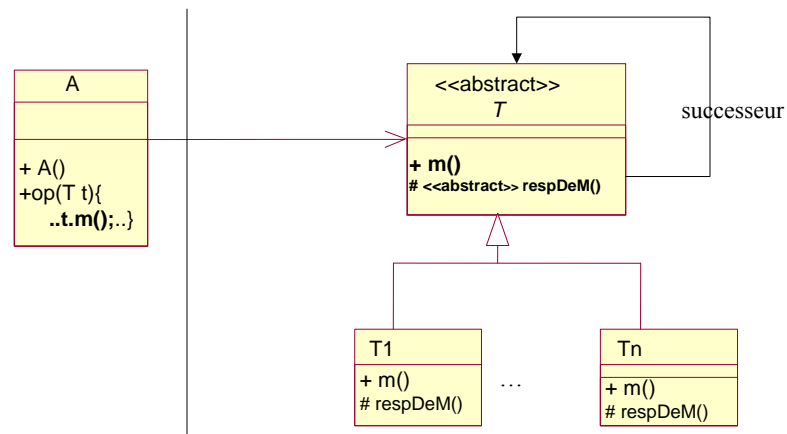 A
+ A()
+op(T t){
..t.m();..}
<<abstract>>
T
+ m()
# <<abstract>> respDeM()
successeur
T1
+ m()
# respDeM()
...
Tn
+ m()
# respDeM()